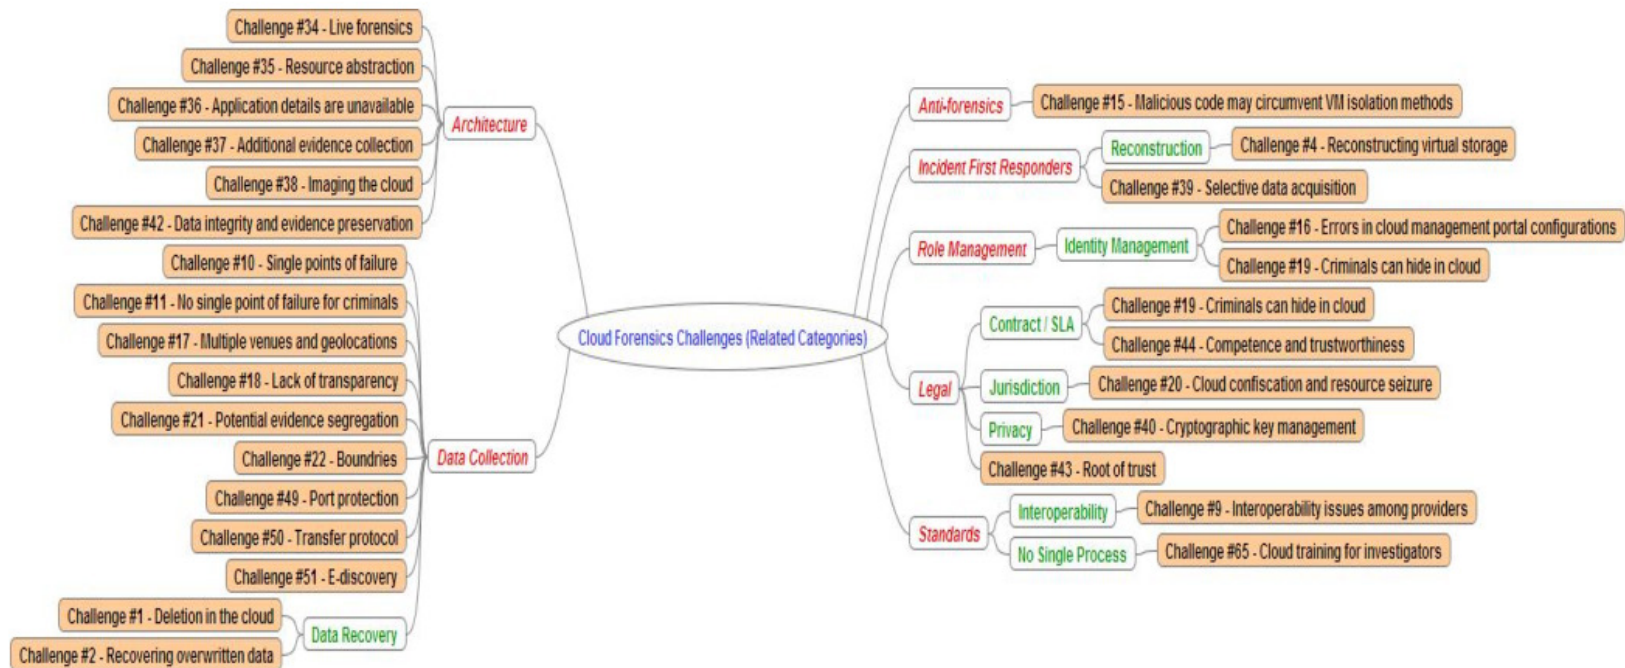 Challenge #34 - Live forensics
Challenge #35 - Resource abstraction
Challenge #36 - Application details are unavailable
Challenge #37 - Additional evidence collection
Challenge #38 - Imaging the cloud
Challenge #42 - Data integrity and evidence preservation
Architecture
Challenge #10 - Single points of failure
Challenge #11 - No single point of failure for criminals
Challenge #17 - Multiple venues and geolocations
Challenge #18 - Lack of transparency
Challenge #21 - Potential evidence segregation
Challenge #22 - Boundries
Challenge #49 - Port protection
Challenge #50 - Transfer protocol
Challenge #51 - E-discovery
Challenge #1 - Deletion in the cloud
Challenge #2 - Recovering overwritten data
Data Recovery
Data Collection
Cloud Forensics Challenges (Related Categories)
Anti-forensics
Challenge #15 - Malicious code may circumvent VM isolation methods
Incident First Responders
Reconstruction
Challenge #4 - Reconstructing virtual storage
Challenge #39 - Selective data acquisition
Role Management
Identity Management
Challenge #16 - Errors in cloud management portal configurations
Challenge #19 - Criminals can hide in cloud
Legal
Contract / SLA
Challenge #19 - Criminals can hide in cloud
Challenge #44 - Competence and trustworthiness
Jurisdiction
Challenge #20 - Cloud confiscation and resource seizure
Privacy
Challenge #40 - Cryptographic key management
Challenge #43 - Root of trust
Standards
Interoperability
Challenge #9 - Interoperability issues among providers
No Single Process
Challenge #65 - Cloud training for investigators